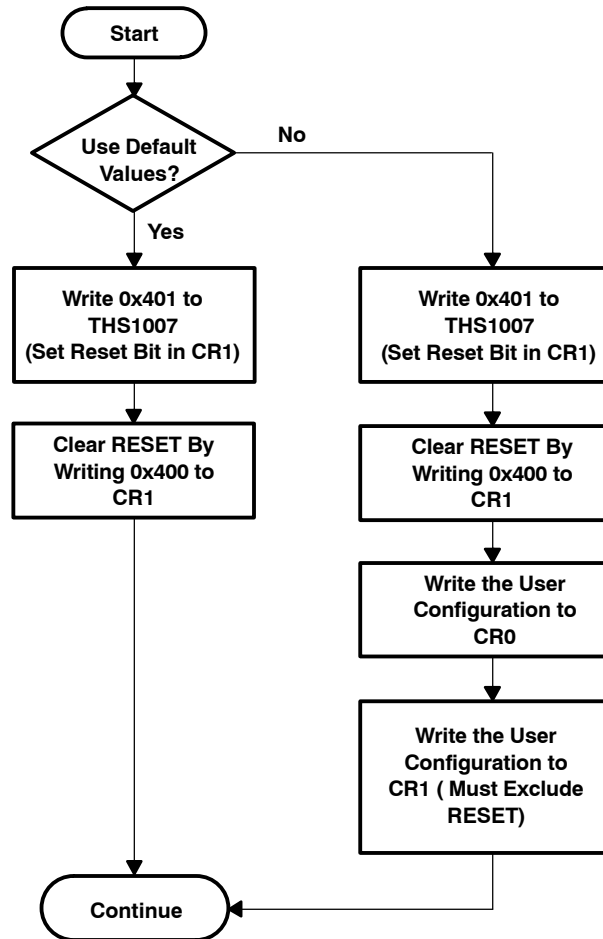 Start
Use Default
Values?
No
Yes
Write 0x401 to
THS1007
(Set Reset Bit in CR1)
Clear RESET By
Writing 0x400 to
CR1
Write 0x401 to
THS1007
(Set Reset Bit in CR1)
Clear RESET By
Writing 0x400 to
CR1
Write the User
Configuration to
CR0
Write the User
Configuration to
CR1 ( Must Exclude
RESET)
Continue